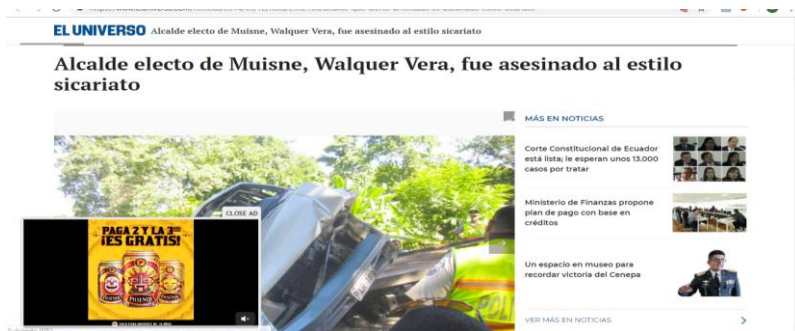 EL UNIVERSO Alcalde electo de Muisne, Walquer Vera, fue asesinado al estilo sicariato
Alcalde electo de Muisne, Walquer Vera, fue asesinado al estilo
sicariato
MÁS EN NOTICIAS
Corte Constitucional de Ecuador
está lista; le esperan unos 13.000
casos por tratar
Ministerio de Finanzas propone
plan de pago con base en
créditos
Un espacio en museo para
recordar victoria del Cenepa
VER MÁS EN NOTICIAS
CLOSE AD
PAGA 2 Y LA 3RA
¡ES GRATIS!
PILSENER PILSENER PILSENER
POLI